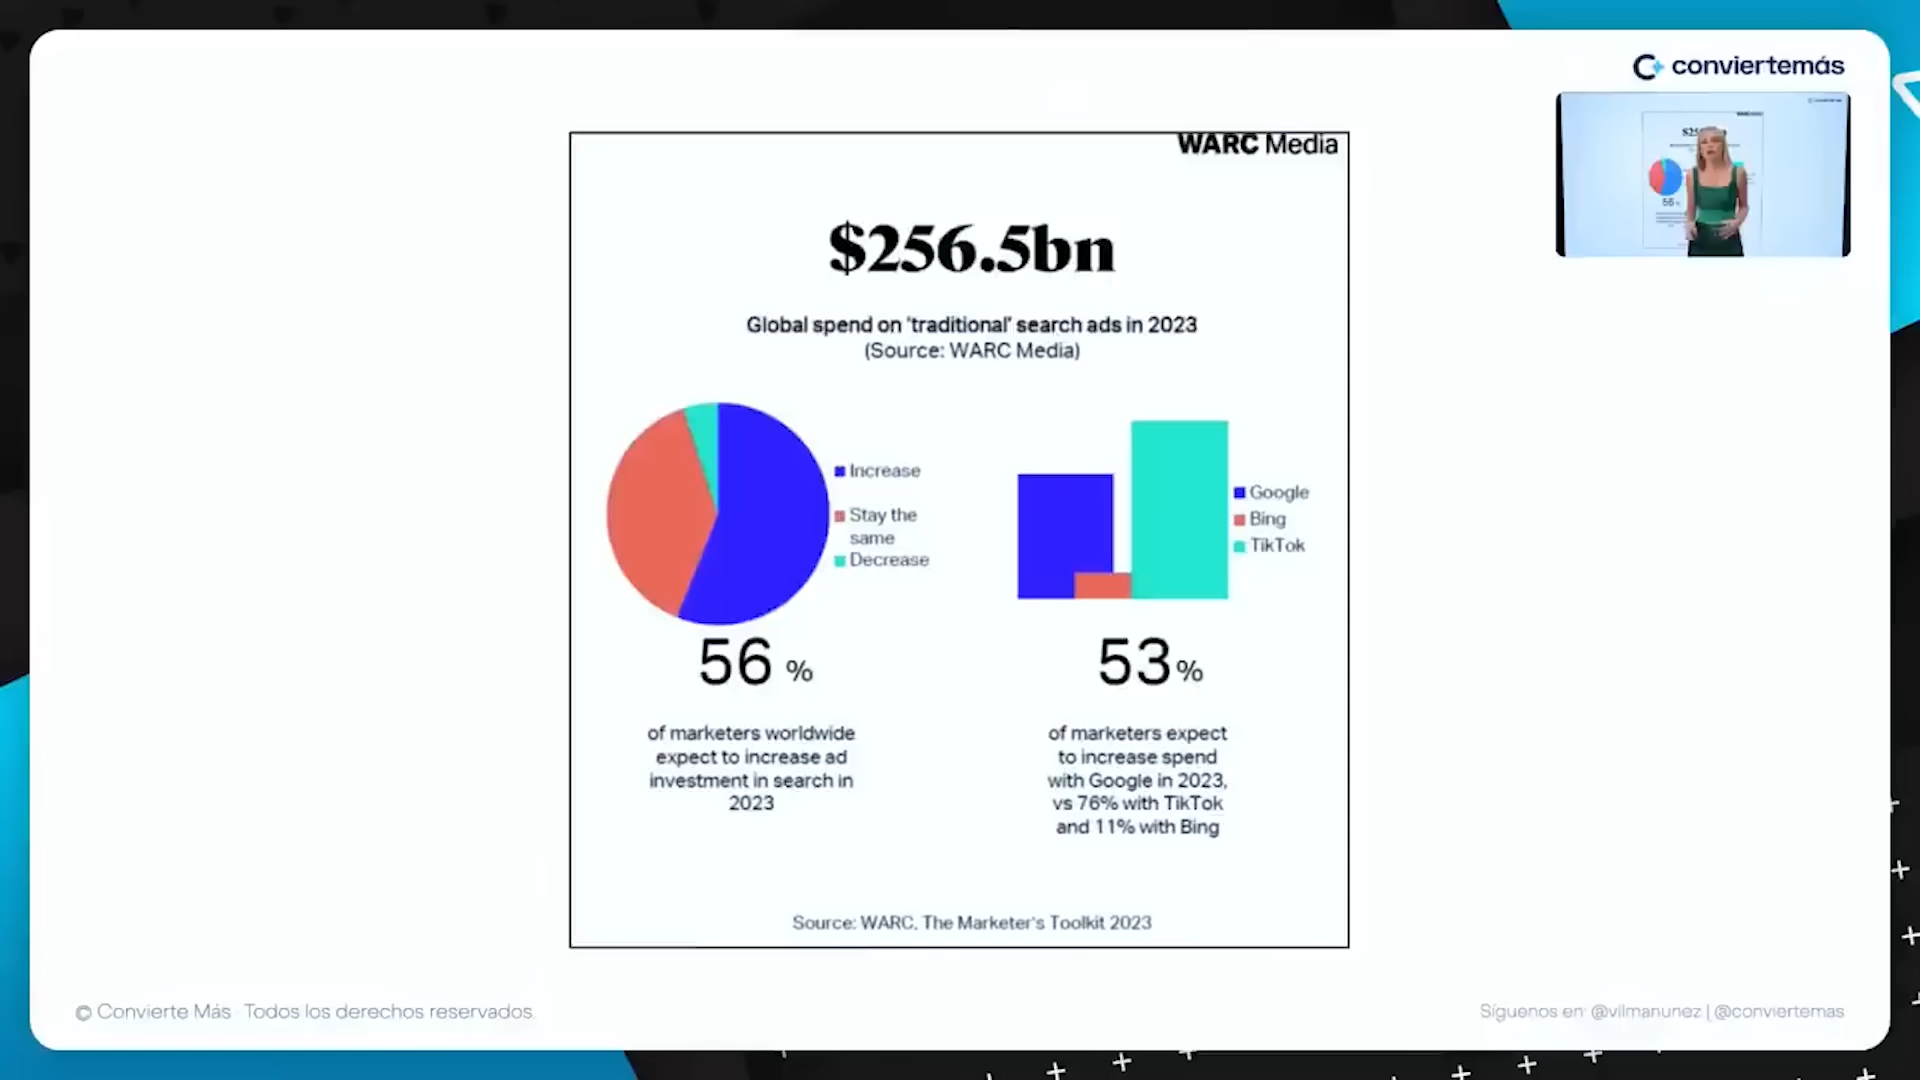 conviertemás
WARC Media
$256.5bn
Global spend on 'traditional' search ads in 2023
(Source: WARC Media)
Increase
Stay the
same
Decrease
Google
Bing
TikTok
56 %
of marketers worldwide
expect to increase ad
investment in search in
2023
53%
of marketers expect
to increase spend
with Google in 2023,
vs 76% with TikTok
and 11% with Bing
Source: WARC, The Marketer's Toolkit 2023
© Convierte Más · Todos los derechos reservados.
Síguenos en: @vilmanunez | @conviertemas